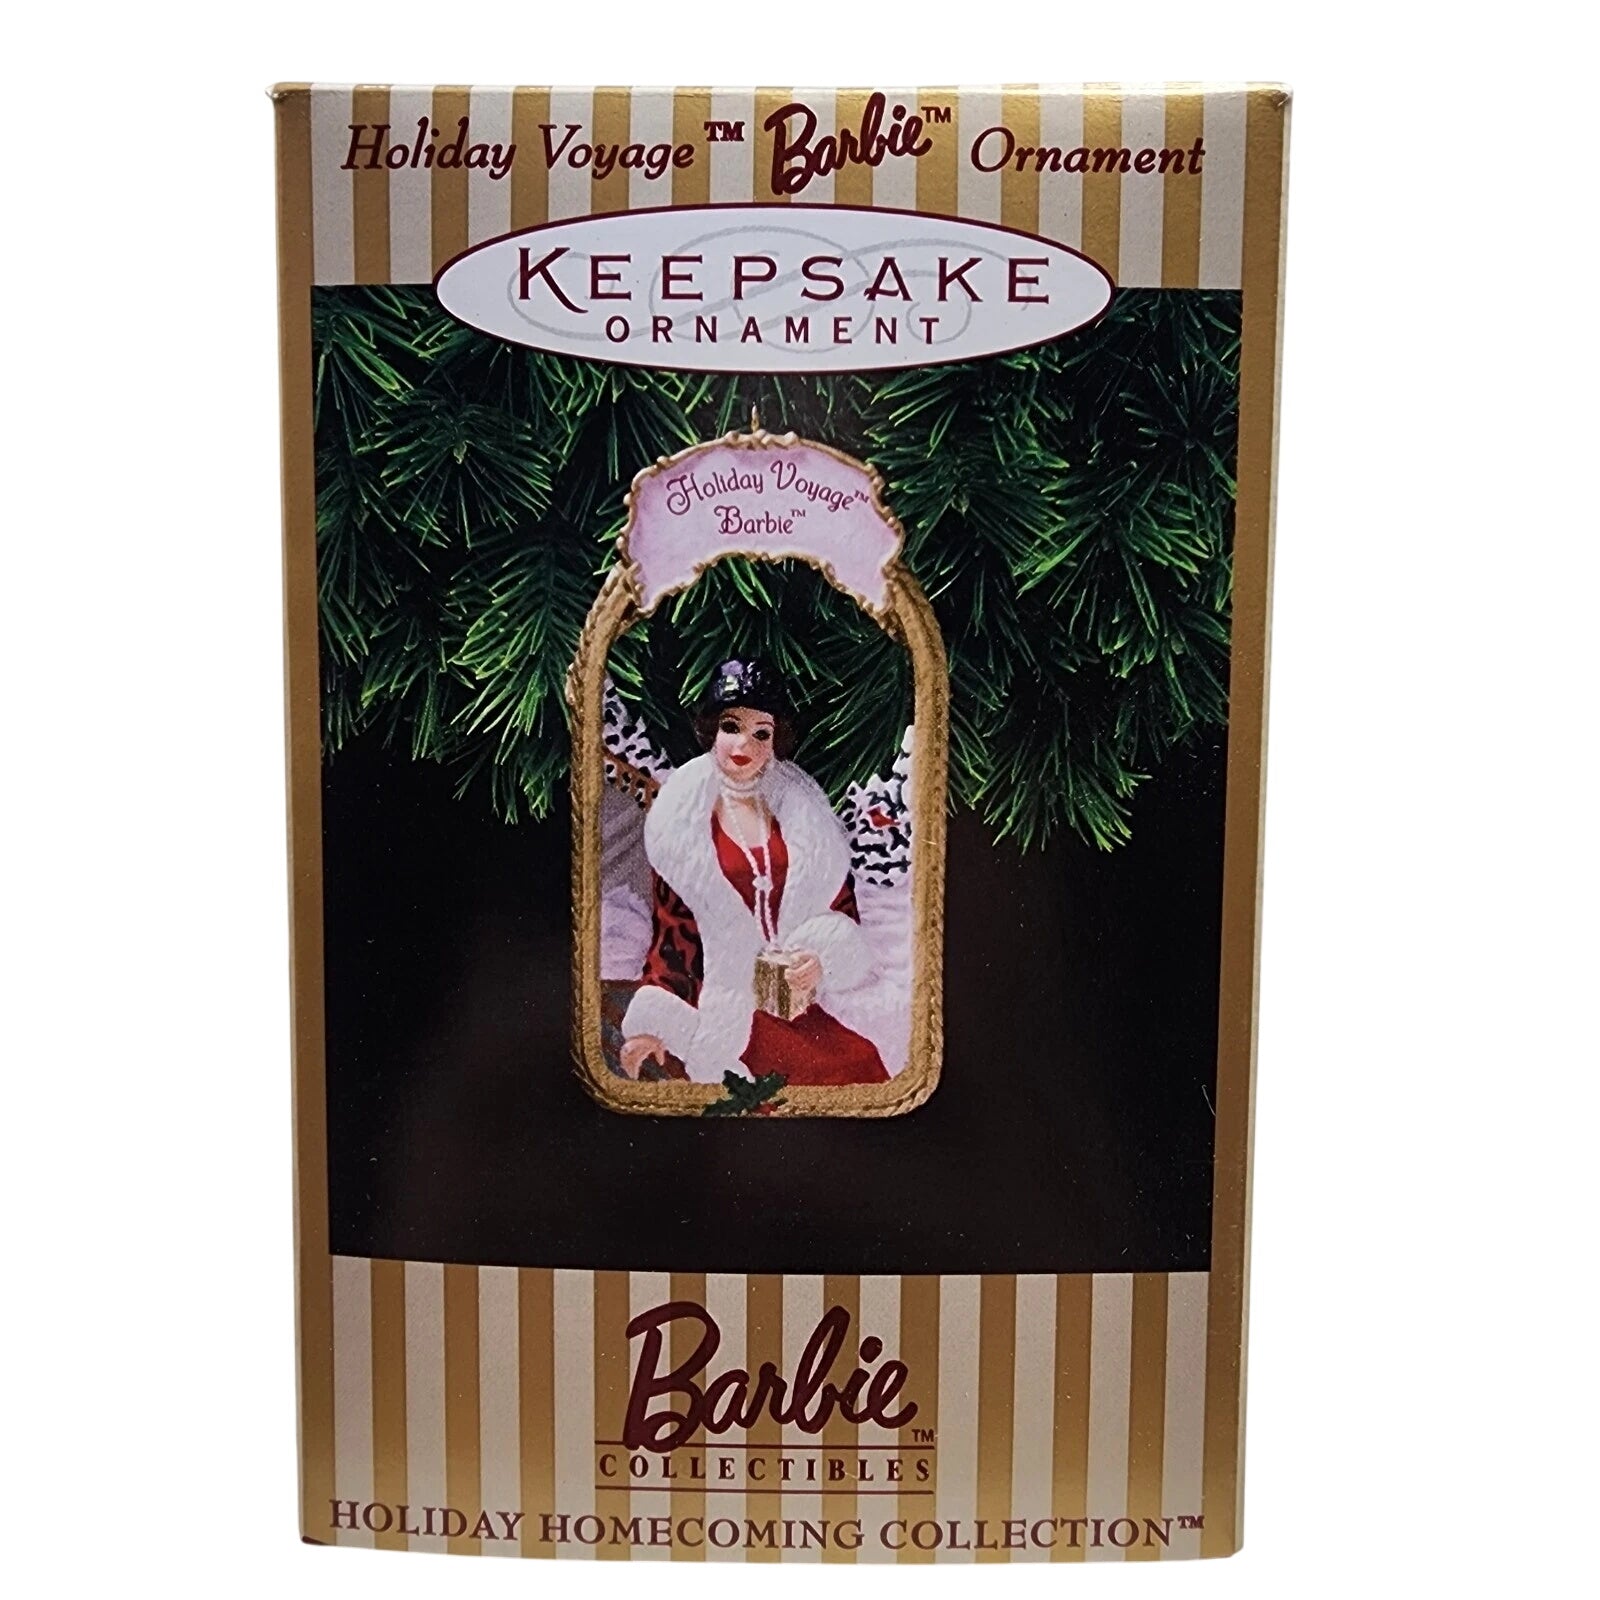 Holiday Voyage™ Barbie™ Ornament
KEEPSAKE
ORNAMENT
Holiday Voyage™
Barbie™
Barbie™
COLLECTIBLES
HOLIDAY HOMECOMING COLLECTION™